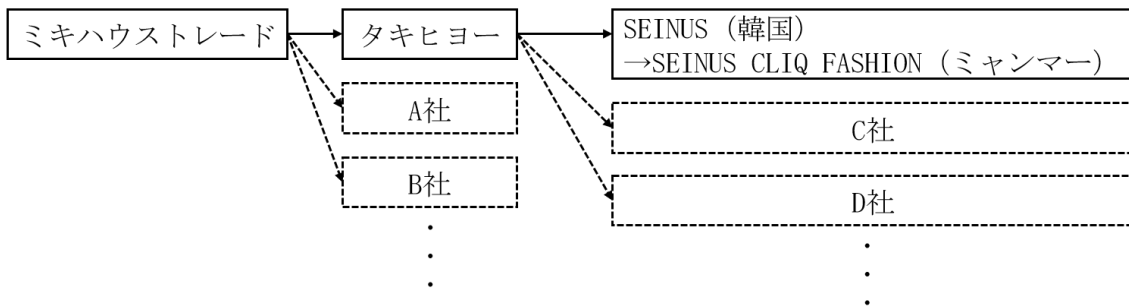 ミキハウストレード
タキヒヨー
SEINUS (韓国)
→SEINUS CLIQ FASHION (ミャンマー)
A社
B社
C社
D社